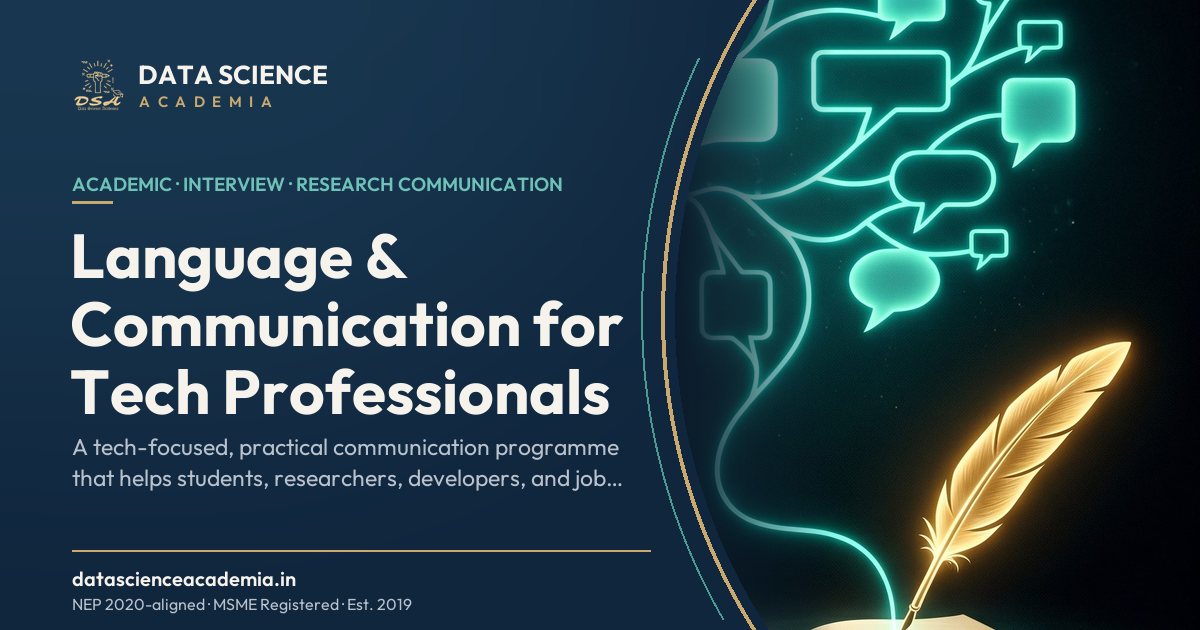 DSA
DATA SCIENCE
ACADEMIA
ACADEMIC · INTERVIEW · RESEARCH COMMUNICATION
Language &
Communication for
Tech Professionals
A tech-focused, practical communication programme
that helps students, researchers, developers, and job...
datascienceacademia.in
NEP 2020-aligned · MSME Registered · Est. 2019